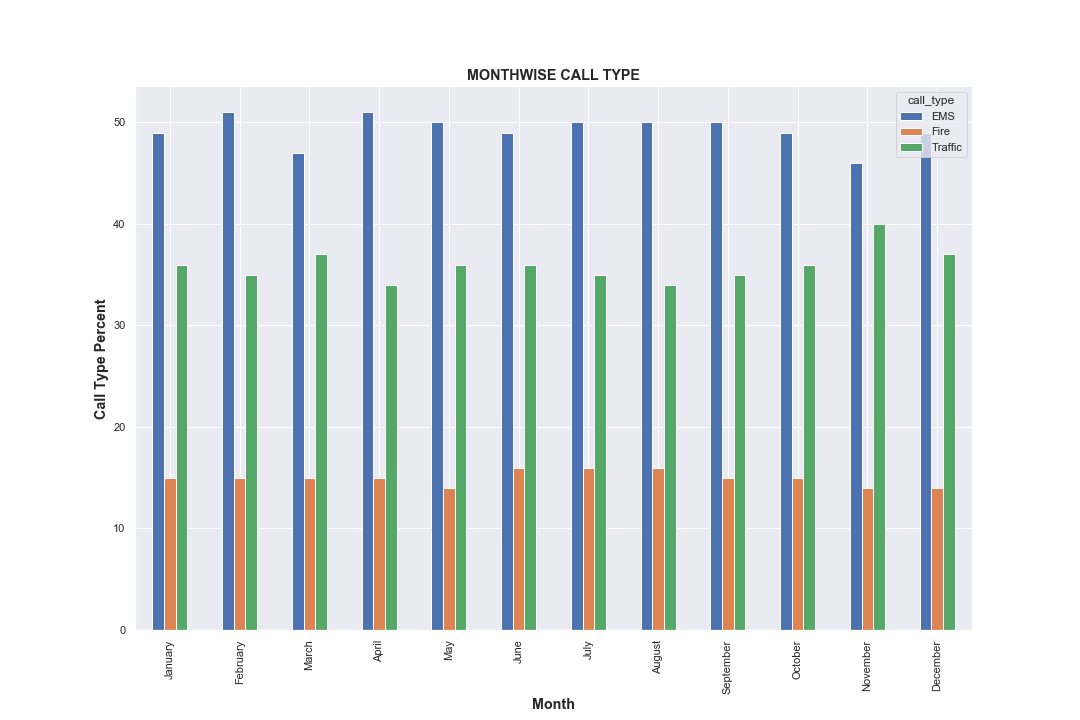 MONTHWISE CALL TYPE
call_type
EMS
Fire
Traffic
Call Type Percent
50
40
30
20
10
0
January
February
March
April
May
June
July
August
September
October
November
December
Month